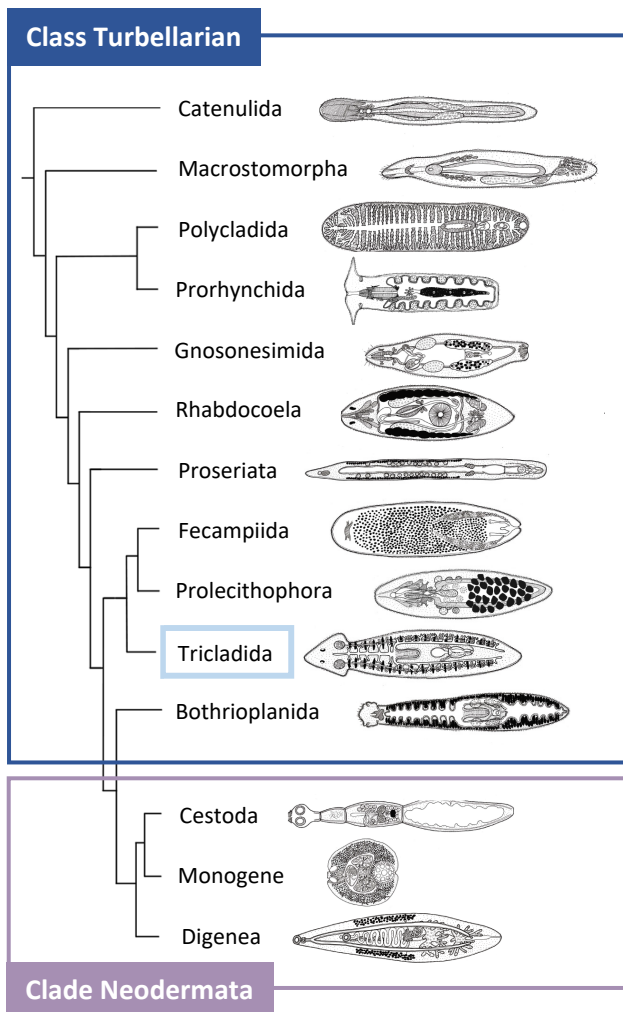 Class Turbellarian
Catenulida
Macrostomorpha
Polycladida
Prorhynchida
Gnosonesimida
Rhabdocoela
Proseriata
Fecampiida
Prolecithophora
Tricladida
Bothrioplanida
Cestoda
Monogene
Digenea
Clade Neodermata